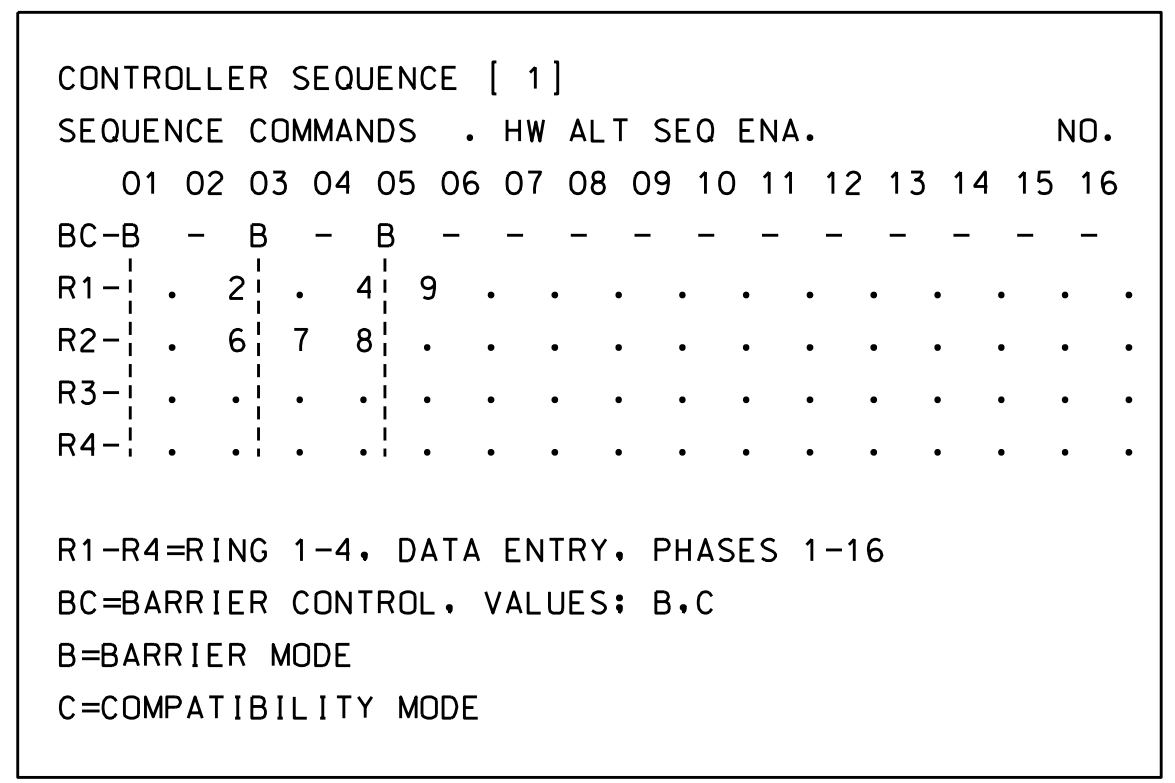 CONTROLLER SEQUENCE [ 1]
SEQUENCE COMMANDS . HW ALT SEQ ENA. NO.
01 02 03 04 05 06 07 08 09 10 11 12 13 14 15 16
BC-B - B - B - - - - - - - - - - -
R1-¦ . 2¦ . 4¦ 9 . . . . . . . . . . .
R2-¦ . 6¦ 7 8¦ . . . . . . . . . . . .
R3-¦ . .¦ . .¦ . . . . . . . . . . . .
R4-¦ . .¦ . .¦ . . . . . . . . . . . .
R1-R4=RING 1-4, DATA ENTRY, PHASES 1-16
BC=BARRIER CONTROL, VALUES; B,C
B=BARRIER MODE
C=COMPATIBILITY MODE